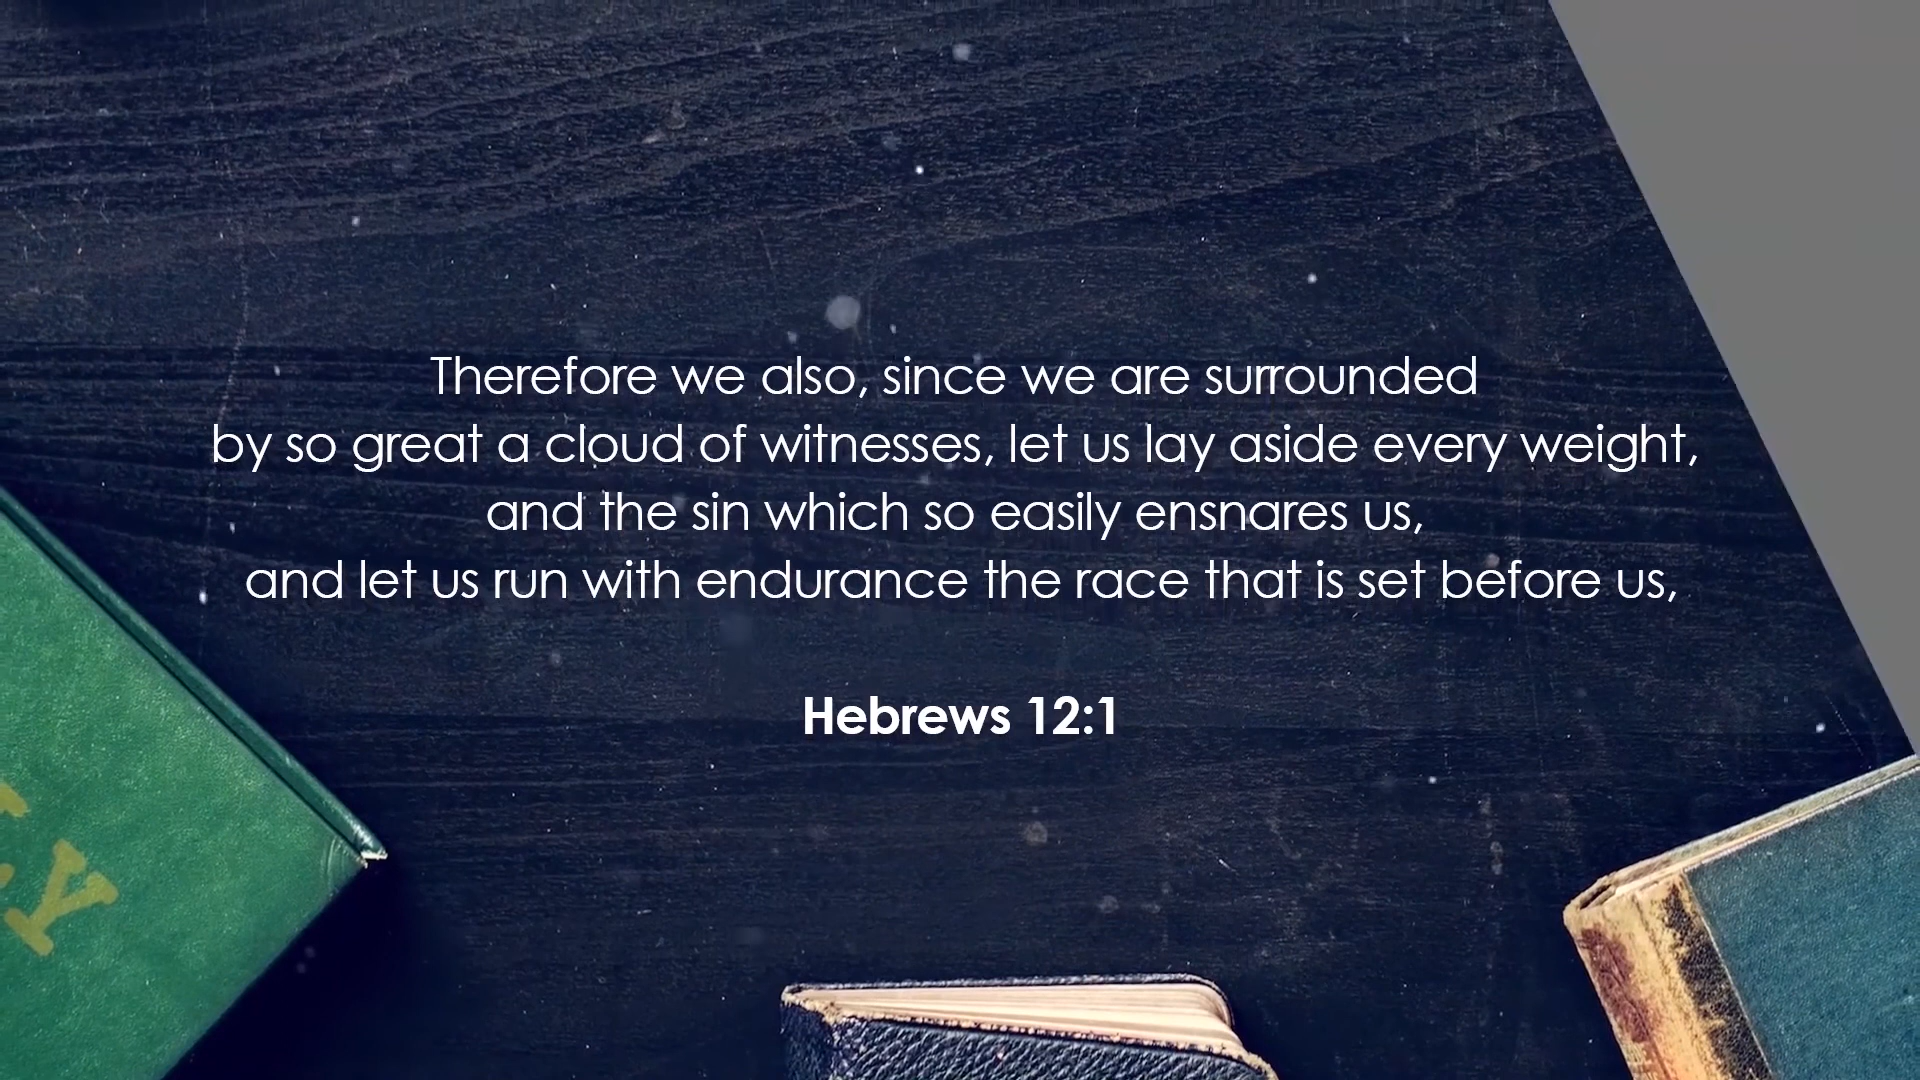 Therefore we also, since we are surrounded
by so great a cloud of witnesses, let us lay aside every weight,
and the sin which so easily ensnares us,
and let us run with endurance the race that is set before us,
Hebrews 12:1